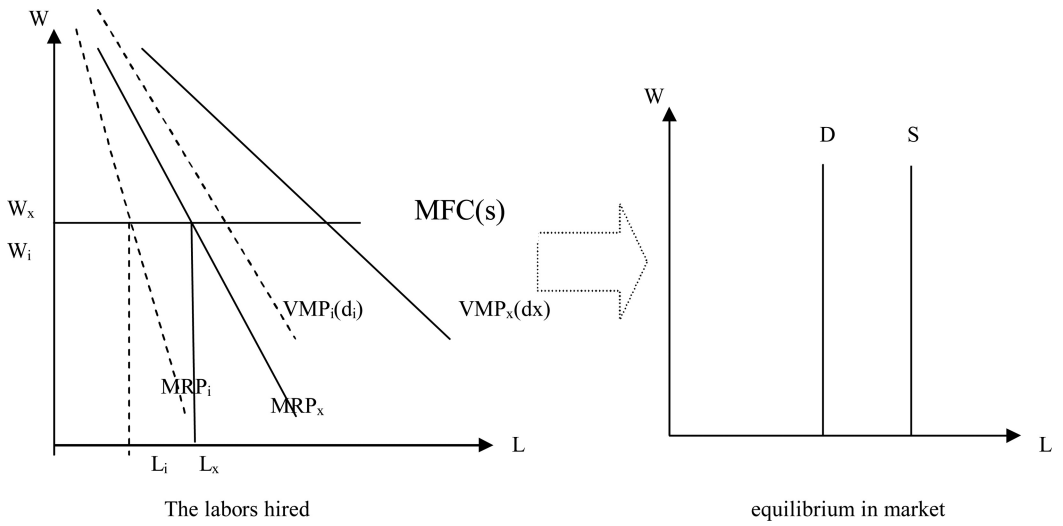 W
W
D S
Wₓ
MFC(s)
Wᵢ
VMPᵢ(dᵢ)
VMPₓ(dx)
MRPᵢ
MRPₓ
L
L
Lᵢ Lₓ
The labors hired
equilibrium in market